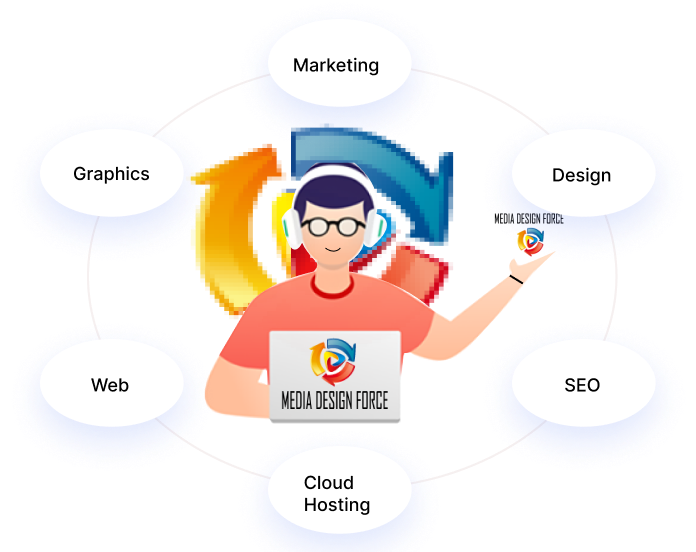 Marketing
Graphics
Design
MEDIA DESIGN FORCE
Web
SEO
MEDIA DESIGN FORCE
Cloud
Hosting